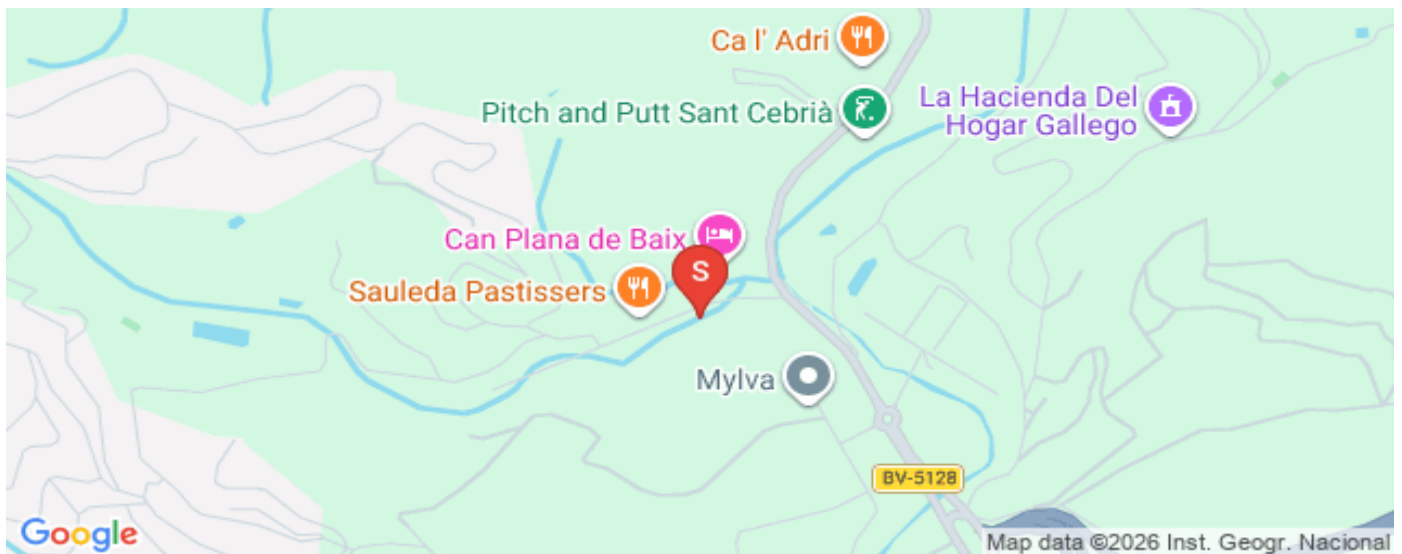 Ca l' Adri
Pitch and Putt Sant Cebrià
La Hacienda Del
Hogar Gallego
Can Plana de Baix
S
Sauleda Pastissers
Mylva
BV-5128
Google
Map data ©2026 Inst. Geogr. Nacional